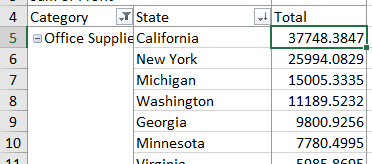 Category State Total
5 Office Supplie California 37748.3847
6 New York 25994.0829
7 Michigan 15005.3335
8 Washington 11189.5232
9 Georgia 9800.9256
10 Minnesota 7780.4995